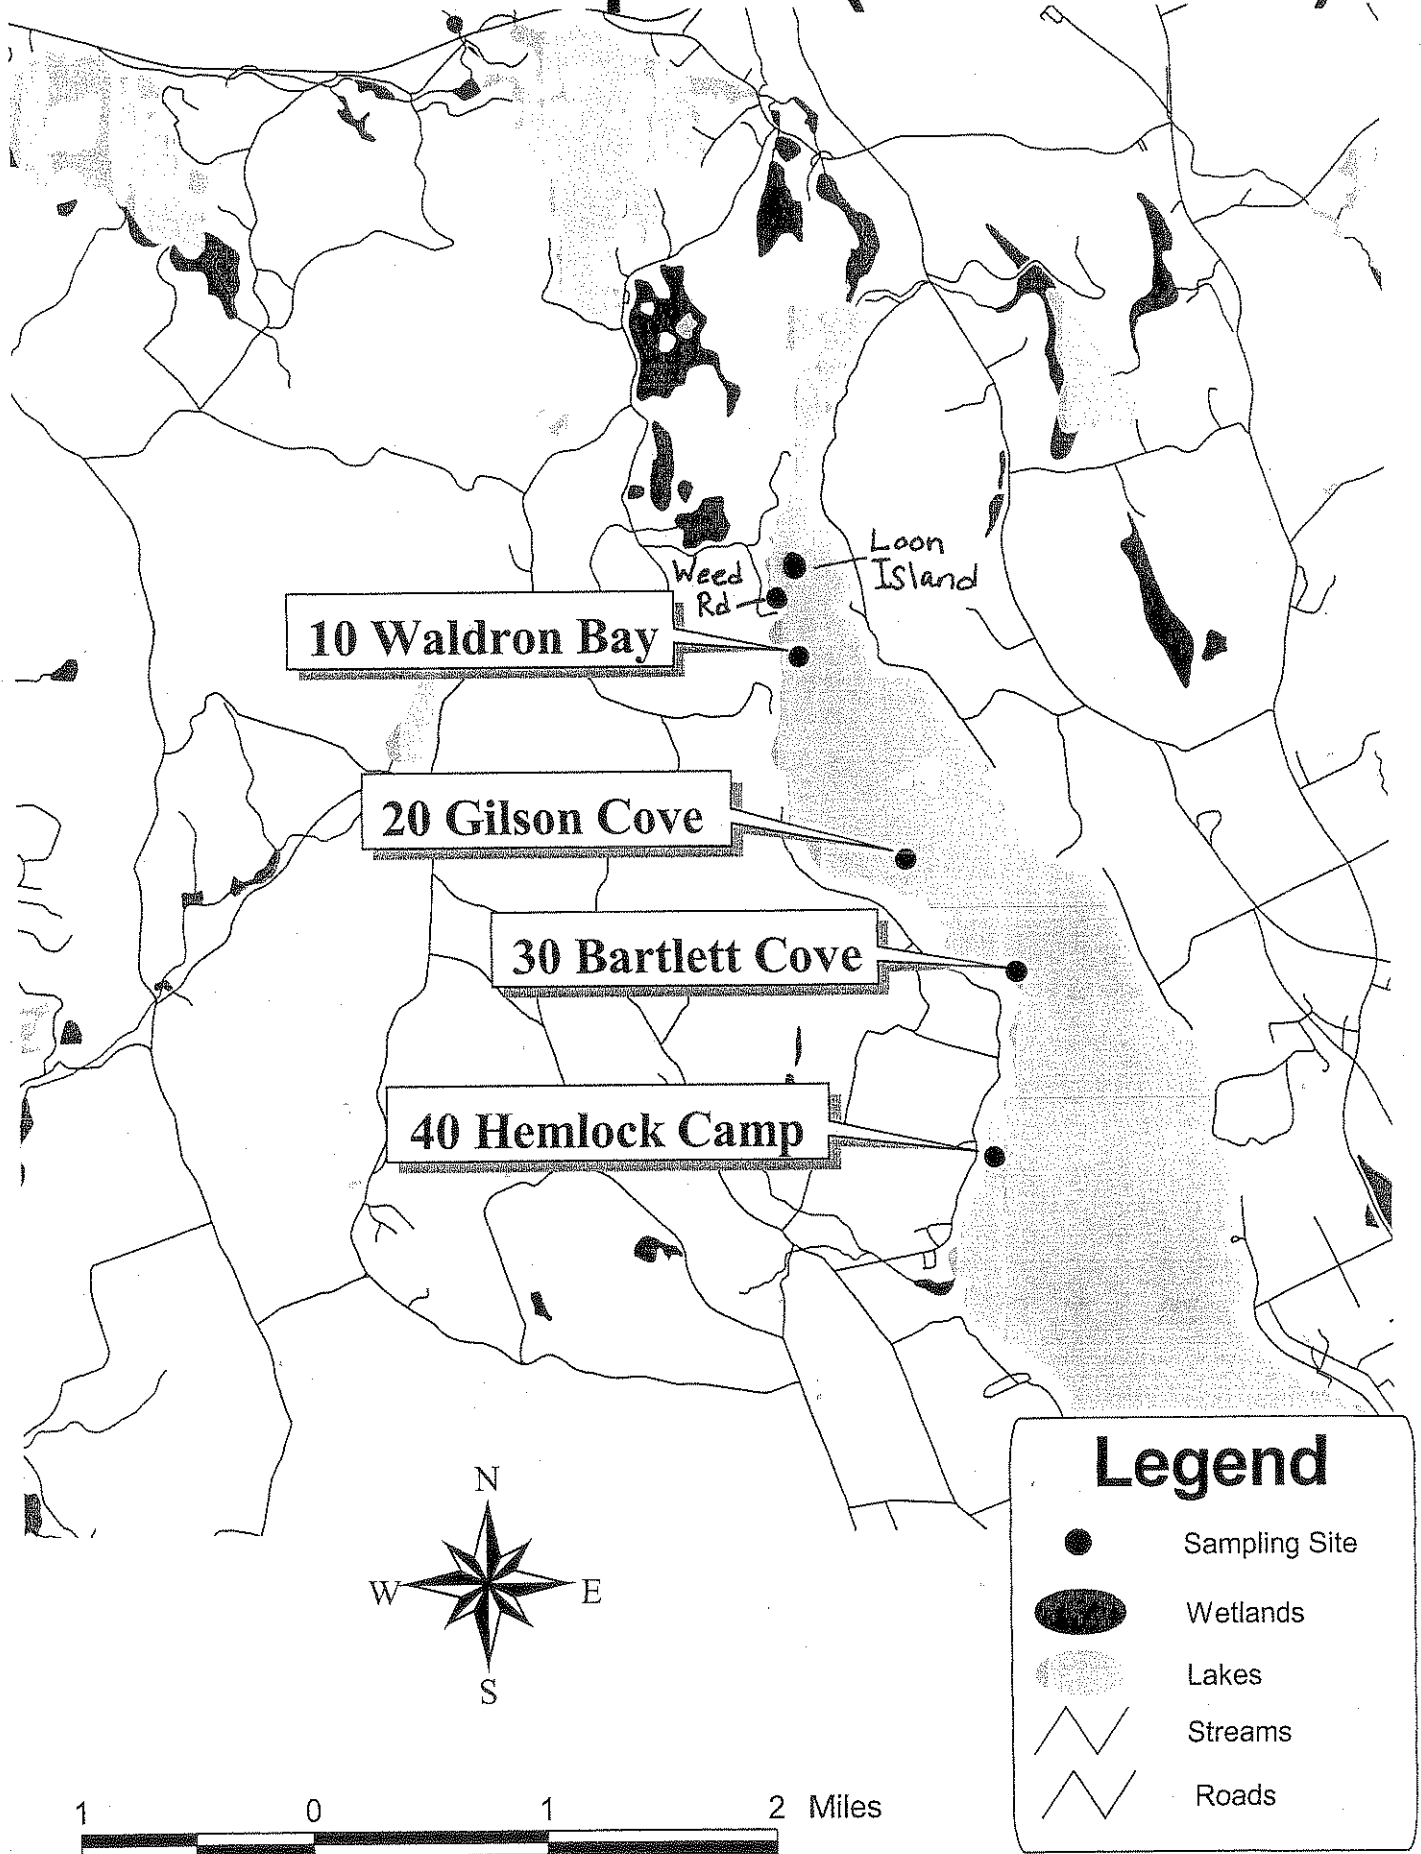 Loon
ISland
Weed
Rd
10 Waldron Bay
20 Gilson Cove
30 Bartlett Cove
40 Hemlock Camp
N
W E
S
Legend
Sampling Site
Wetlands
Lakes
Streams
Roads
1 0 1 2 Miles